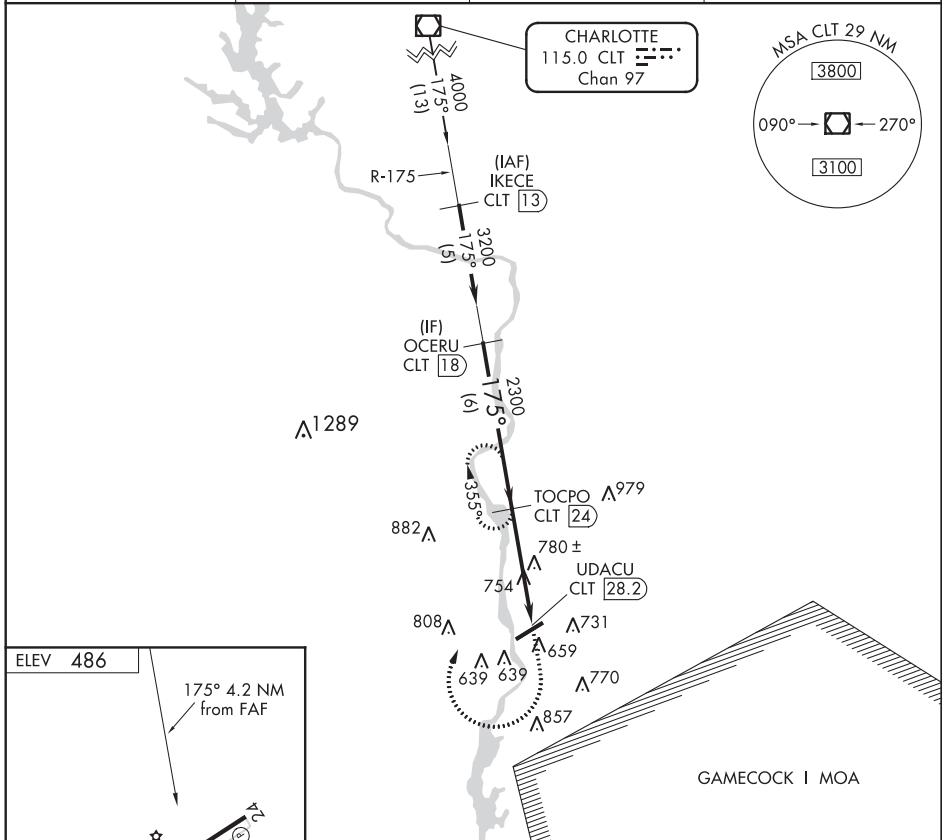 CHARLOTTE
115.0 CLT
Chan 97
MSA CLT 29 NM
3800
090°
270°
3100
4000
175°
(13)
R-175
(IAF)
IKECE
CLT 13
3200
175°
(5)
(IF)
OCERU
CLT 18
2300
175°
(6)
1289
355°
TOCPO
CLT 24
979
882
780 ±
754
UDACU
CLT 28.2
808
731
659
639
639
770
857
GAMECOCK I MOA
ELEV 486
175° 4.2 NM
from FAF
24
P